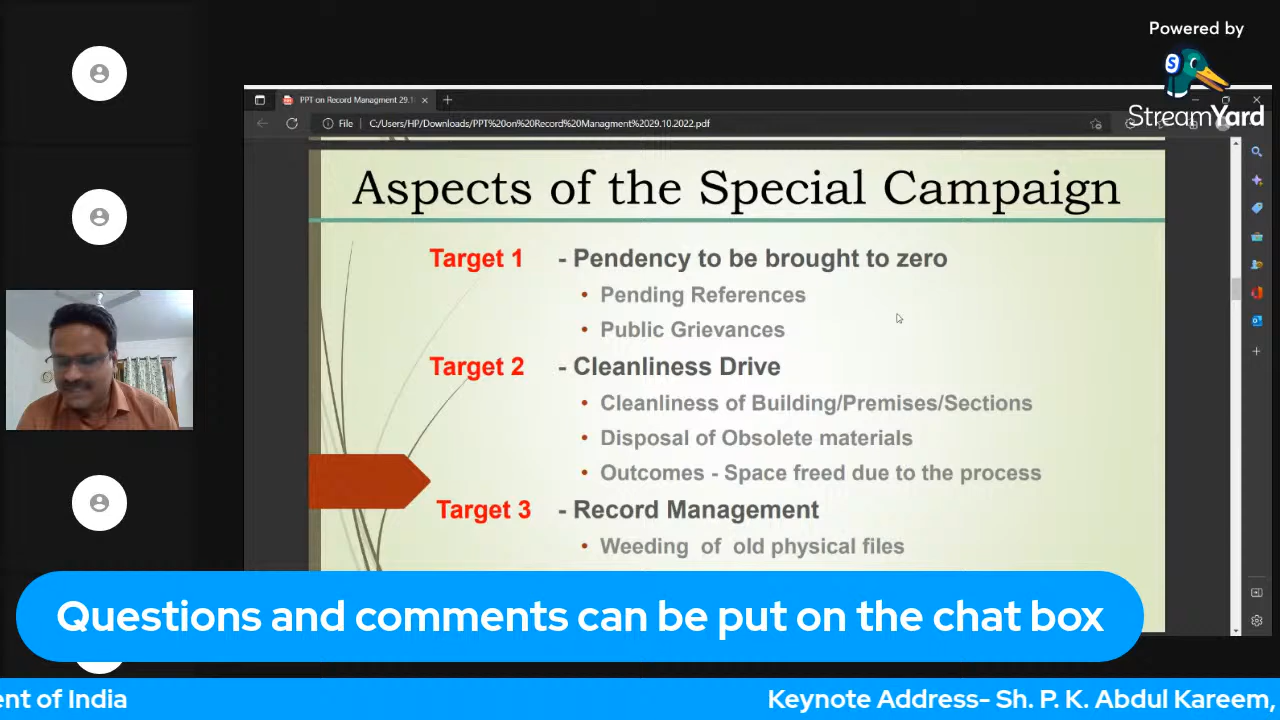 Powered by
StreamYard
PPT on Record Managment 29.1
File C:/Users/HP/Downloads/PPT%20on%20Record%20Managment%2029.10.2022.pdf
Aspects of the Special Campaign
Target 1 - Pendency to be brought to zero
• Pending References
• Public Grievances
Target 2 - Cleanliness Drive
• Cleanliness of Building/Premises/Sections
• Disposal of Obsolete materials
• Outcomes - Space freed due to the process
Target 3 - Record Management
• Weeding of old physical files
Questions and comments can be put on the chat box
ent of India Keynote Address- Sh. P. K. Abdul Kareem,